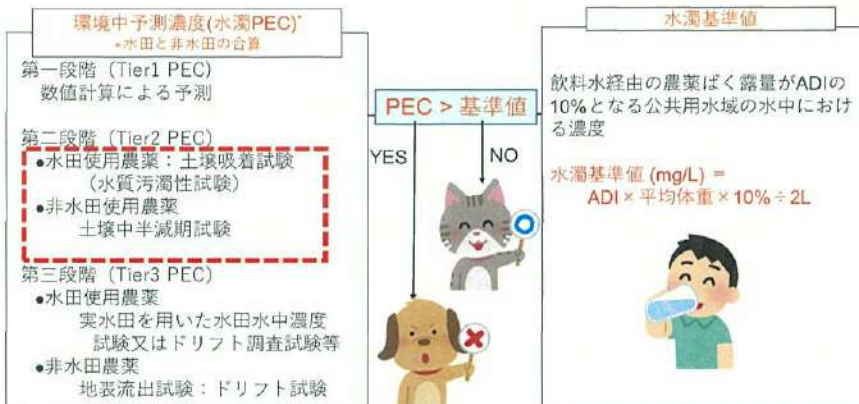 環境中予測濃度(水濁PEC)*
*水田と非水田の合算
第一段階 (Tier1 PEC)
数値計算による予測
第二段階 (Tier2 PEC)
●水田使用農薬：土壌吸着試験
（水質汚濁性試験）
●非水田使用農薬
土壌中半減期試験
第三段階 (Tier3 PEC)
●水田使用農薬
実水田を用いた水田水中濃度
試験又はドリフト調査試験等
●非水田農薬
地表流出試験：ドリフト試験
PEC > 基準値
YES
NO
水濁基準値
飲料水経由の農薬ばく露量がADIの
10%となる公共用水域の水中におけ
る濃度
水濁基準値 (mg/L) =
ADI × 平均体重 × 10% ÷ 2L